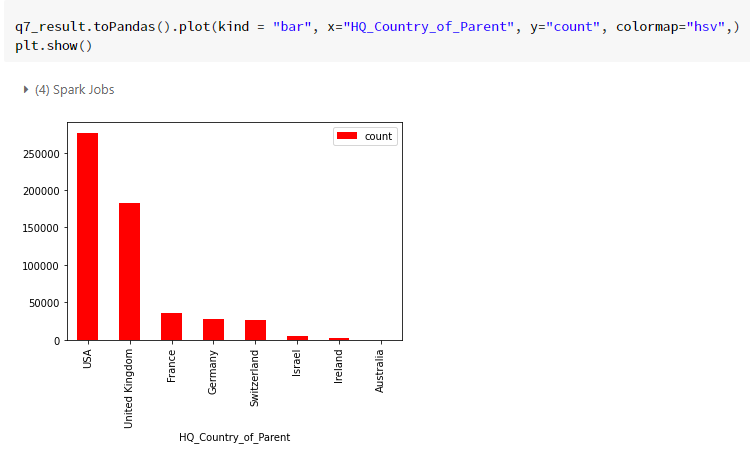 q7_result.toPandas().plot(kind = "bar", x="HQ_Country_of_Parent", y="count", colormap="hsv",)
plt.show()
(4) Spark Jobs
count
250000
200000
150000
100000
50000
0
USA
United Kingdom
France
Germany
Switzerland
Israel
Ireland
Australia
HQ_Country_of_Parent